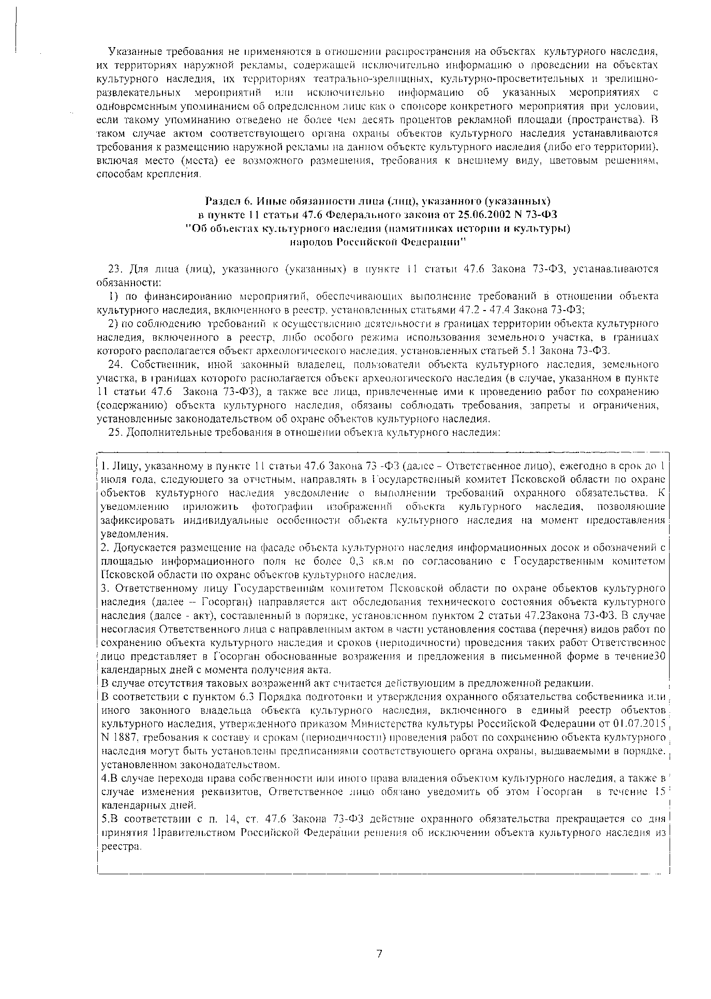 Указанные требования не применяются в отношении распространения на объектах культурного наследия,
их территориях наружной рекламы, содержащей исключительно информацию о проведении на объектах
культурного наследия, их территориях театрально-зрелищных, культурно-просветительных и зрелищно-
развлекательных мероприятий или исключительно информацию об указанных мероприятиях с
одновременным упоминанием об определенном лице как о спонсоре конкретного мероприятия при условии,
если такому упоминанию отведено не более чем десять процентов рекламной площади (пространства). В
таком случае актом соответствующего органа охраны объектов культурного наследия устанавливаются
требования к размещению наружной рекламы на данном объекте культурного наследия (либо его территории),
включая место (места) ее возможного размещения, требования к внешнему виду, цветовым решениям,
способам крепления.
Раздел 6. Иные обязанности лица (лиц), указанного (указанных)
в пункте 11 статьи 47.6 Федерального закона от 25.06.2002 N 73-ФЗ
"Об объектах культурного наследия (памятниках истории и культуры)
народов Российской Федерации"
23. Для лица (лиц), указанного (указанных) в пункте 11 статьи 47.6 Закона 73-ФЗ, устанавливаются
обязанности:
1) по финансированию мероприятий, обеспечивающих выполнение требований в отношении объекта
культурного наследия, включенного в реестр, установленных статьями 47.2 - 47.4 Закона 73-ФЗ;
2) по соблюдению требований к осуществлению деятельности в границах территории объекта культурного
наследия, включенного в реестр, либо особого режима использования земельного участка, в границах
которого располагается объект археологического наследия, установленных статьей 5.1 Закона 73-ФЗ.
24. Собственник, иной законный владелец, пользователи объекта культурного наследия, земельного
участка, в границах которого располагается объект археологического наследия (в случае, указанном в пункте
11 статьи 47.6 Закона 73-ФЗ), а также все лица, привлеченные ими к проведению работ по сохранению
(содержанию) объекта культурного наследия, обязаны соблюдать требования, запреты и ограничения,
установленные законодательством об охране объектов культурного наследия.
25. Дополнительные требования в отношении объекта культурного наследия:
1. Лицу, указанному в пункте 11 статьи 47.6 Закона 73 -ФЗ (далее – Ответственное лицо), ежегодно в срок до 1
июля года, следующего за отчетным, направлять в Государственный комитет Псковской области по охране
объектов культурного наследия уведомление о выполнении требований охранного обязательства. К
уведомлению приложить фотографии изображений объекта культурного наследия, позволяющие
зафиксировать индивидуальные особенности объекта культурного наследия на момент предоставления
уведомления.
2. Допускается размещение на фасаде объекта культурного наследия информационных досок и обозначений с
площадью информационного поля не более 0,3 кв.м по согласованию с Государственным комитетом
Псковской области по охране объектов культурного наследия.
3. Ответственному лицу Государственным комитетом Псковской области по охране объектов культурного
наследия (далее – Госорган) направляется акт обследования технического состояния объекта культурного
наследия (далее - акт), составленный в порядке, установленном пунктом 2 статьи 47.2Закона 73-ФЗ. В случае
несогласия Ответственного лица с направленным актом в части установления состава (перечня) видов работ по
сохранению объекта культурного наследия и сроков (периодичности) проведения таких работ Ответственное
лицо представляет в Госорган обоснованные возражения и предложения в письменной форме в течение30
календарных дней с момента получения акта.
В случае отсутствия таковых возражений акт считается действующим в предложенной редакции.
В соответствии с пунктом 6.3 Порядка подготовки и утверждения охранного обязательства собственника или
иного законного владельца объекта культурного наследия, включенного в единый реестр объектов
культурного наследия, утвержденного приказом Министерства культуры Российской Федерации от 01.07.2015
N 1887, требования к составу и срокам (периодичности) проведения работ по сохранению объекта культурного
наследия могут быть установлены предписаниями соответствующего органа охраны, выдаваемыми в порядке,
установленном законодательством.
4.В случае перехода права собственности или иного права владения объектом культурного наследия, а также в
случае изменения реквизитов, Ответственное лицо обязано уведомить об этом Госорган в течение 15
календарных дней.
5.В соответствии с п. 14, ст. 47.6 Закона 73-ФЗ действие охранного обязательства прекращается со дня
принятия Правительством Российской Федерации решения об исключении объекта культурного наследия из
реестра.
7